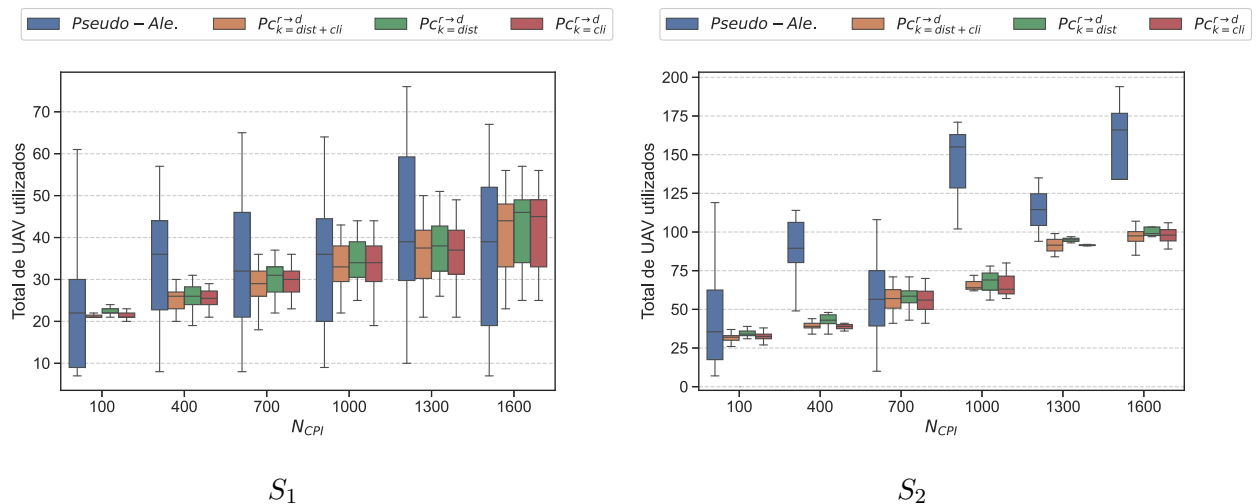 Pseudo − Ale. Pc^{r→d}_{k=dist+cli} Pc^{r→d}_{k=dist} Pc^{r→d}_{k=cli}
Total de UAV utilizados
70
60
50
40
30
20
10
100 400 700 1000 1300 1600
N_{CPI}
S_1
Pseudo − Ale. Pc^{r→d}_{k=dist+cli} Pc^{r→d}_{k=dist} Pc^{r→d}_{k=cli}
Total de UAV utilizados
200
175
150
125
100
75
50
25
0
100 400 700 1000 1300 1600
N_{CPI}
S_2